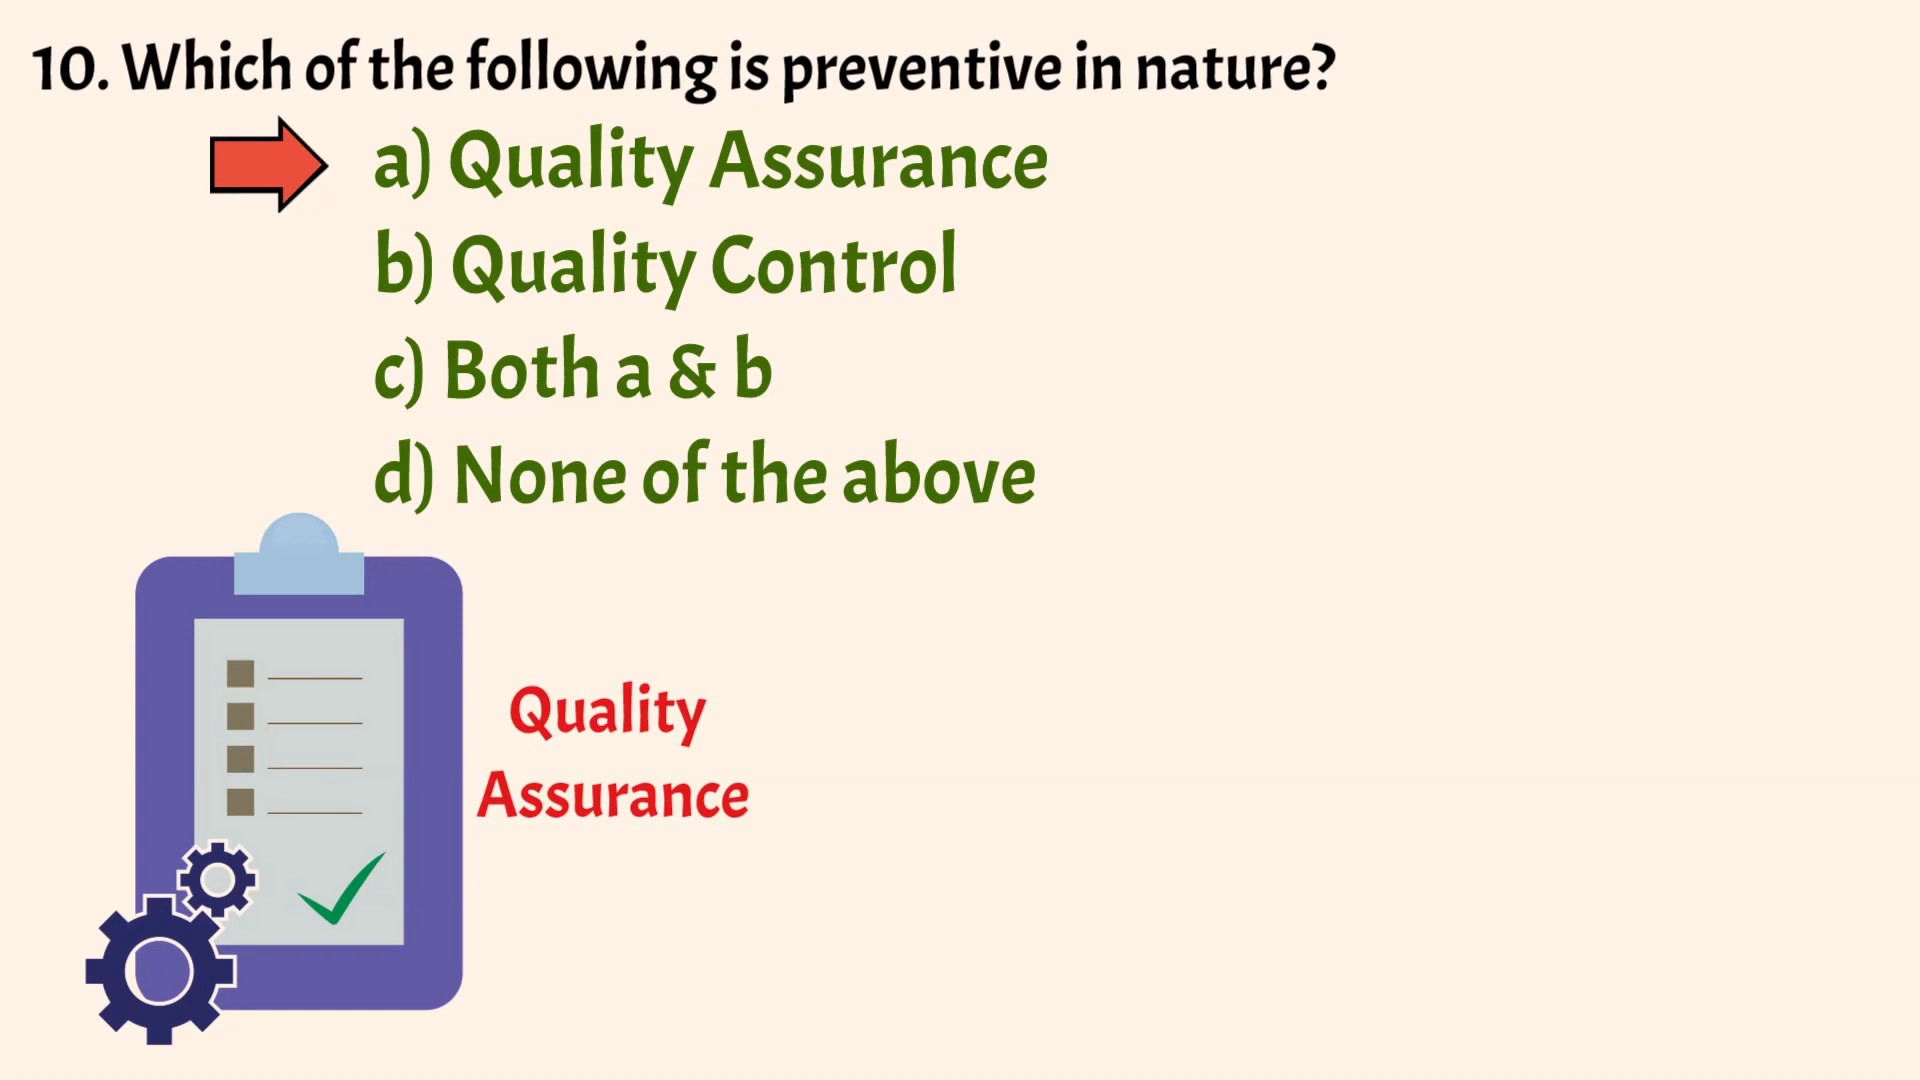 10. Which of the following is preventive in nature?
a) Quality Assurance
b) Quality Control
c) Both a & b
d) None of the above
Quality
Assurance